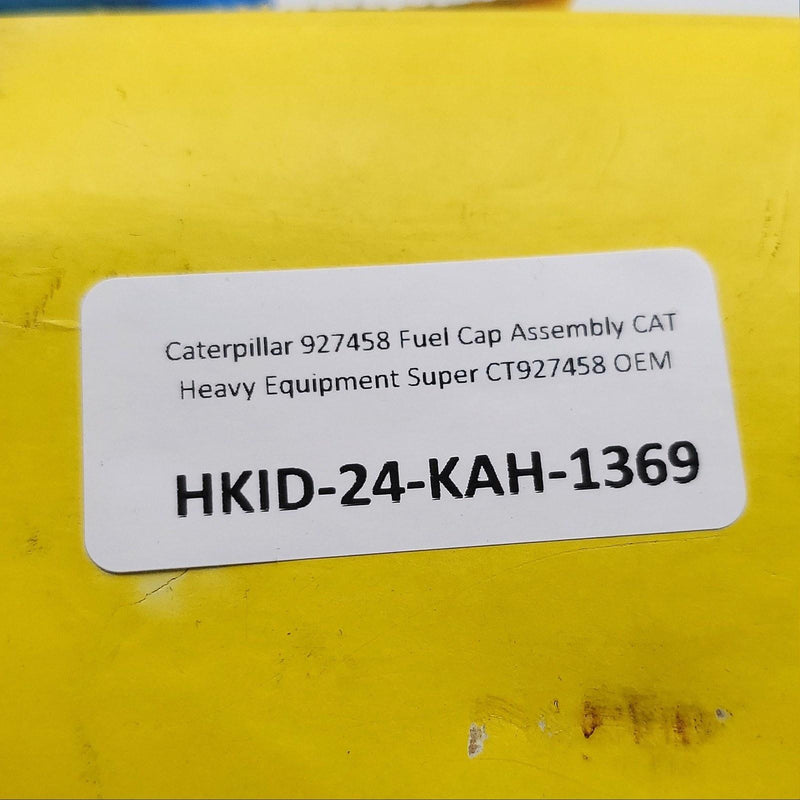 Caterpillar 927458 Fuel Cap Assembly CAT
Heavy Equipment Super CT927458 OEM
HKID-24-KAH-1369